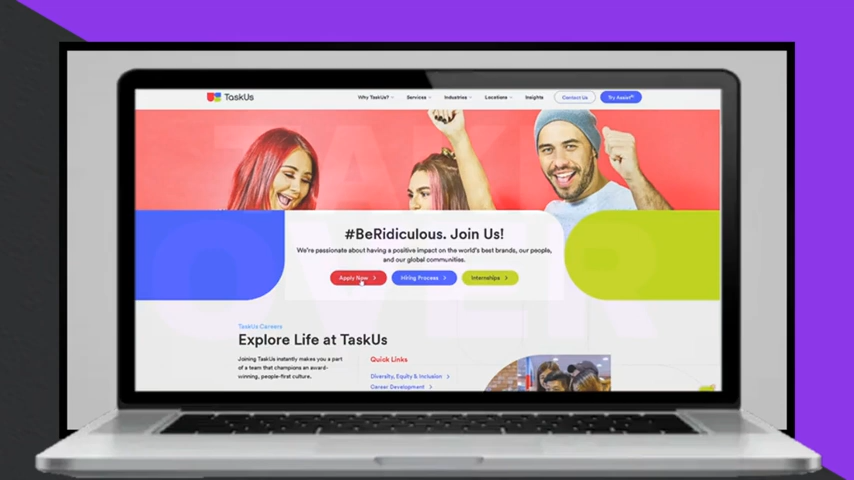 TaskUs
Why TaskUs? Services Industries Locations Insights Contact Us Try Assist™
#BeRidiculous. Join Us!
We're passionate about having a positive impact on the world's best brands, our people,
and our global communities.
Apply Now Hiring Process Internships
TaskUs Careers
Explore Life at TaskUs
Joining TaskUs instantly makes you a part
of a team that champions an award-
winning, people-first culture.
Quick Links
Diversity, Equity & Inclusion
Career Development